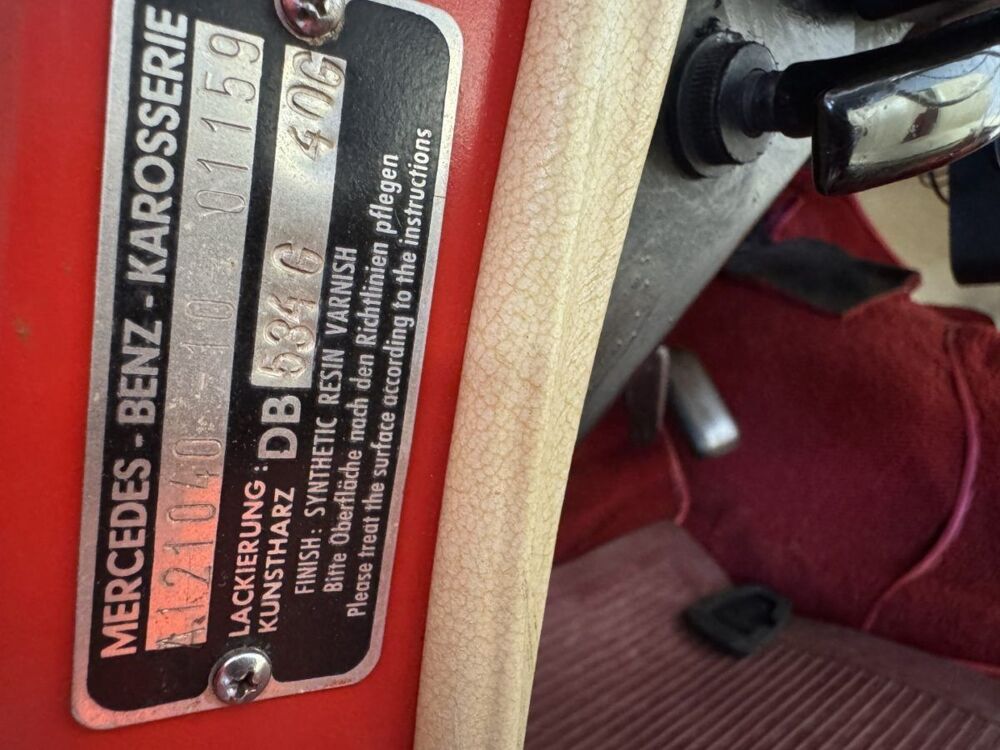 MERCEDES - BENZ - KAROSSERIE
A121040 - 10 . 01159
LACKIERUNG :
KUNSTHARZ DB 534 G 40G
FINISH: SYNTHETIC RESIN VARNISH
Bitte Oberfläche nach den Richtlinien pflegen
Please treat the surface according to the instructions